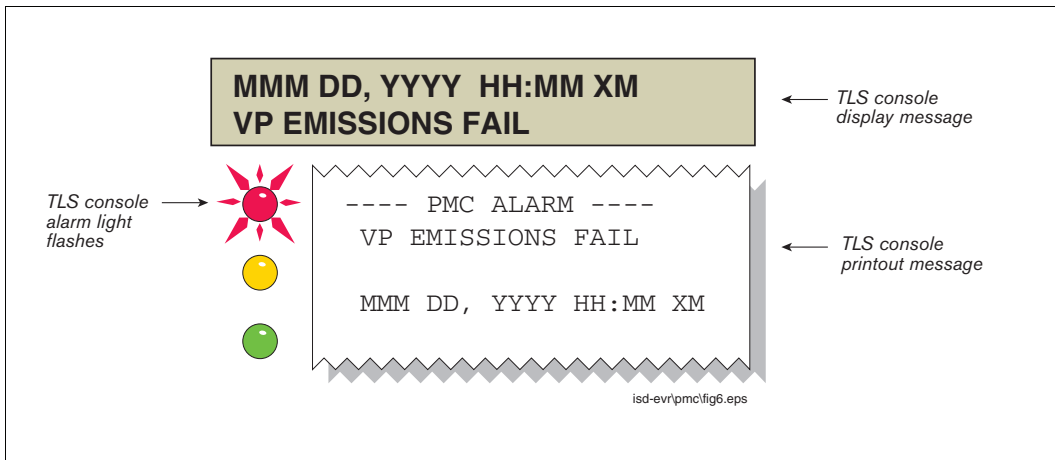 MMM DD, YYYY  HH:MM XM
VP EMISSIONS FAIL
TLS console
display message
TLS console
alarm light
flashes
---- PMC ALARM ----
VP EMISSIONS FAIL
MMM DD, YYYY HH:MM XM
TLS console
printout message
isd-evr\pmc\fig6.eps